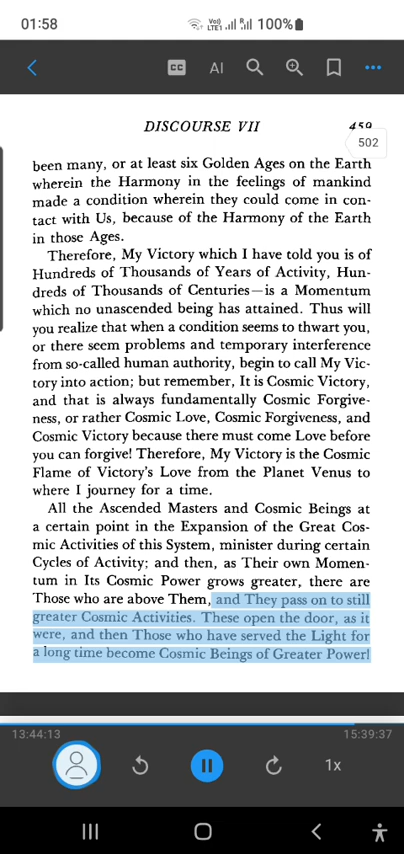 01:58
Vo)) LTE1 R 100%
CC AI
DISCOURSE VII 459
502
been many, or at least six Golden Ages on the Earth
wherein the Harmony in the feelings of mankind
made a condition wherein they could come in con-
tact with Us, because of the Harmony of the Earth
in those Ages.
Therefore, My Victory which I have told you is of
Hundreds of Thousands of Years of Activity, Hun-
dreds of Thousands of Centuries—is a Momentum
which no unascended being has attained. Thus will
you realize that when a condition seems to thwart you,
or there seem problems and temporary interference
from so-called human authority, begin to call My Vic-
tory into action; but remember, It is Cosmic Victory,
and that is always fundamentally Cosmic Forgive-
ness, or rather Cosmic Love, Cosmic Forgiveness, and
Cosmic Victory because there must come Love before
you can forgive! Therefore, My Victory is the Cosmic
Flame of Victory's Love from the Planet Venus to
where I journey for a time.
All the Ascended Masters and Cosmic Beings at
a certain point in the Expansion of the Great Cos-
mic Activities of this System, minister during certain
Cycles of Activity; and then, as Their own Momen-
tum in Its Cosmic Power grows greater, there are
Those who are above Them, and They pass on to still
greater Cosmic Activities. These open the door, as it
were, and then Those who have served the Light for
a long time become Cosmic Beings of Greater Power!
13:44:13 15:39:37
1x